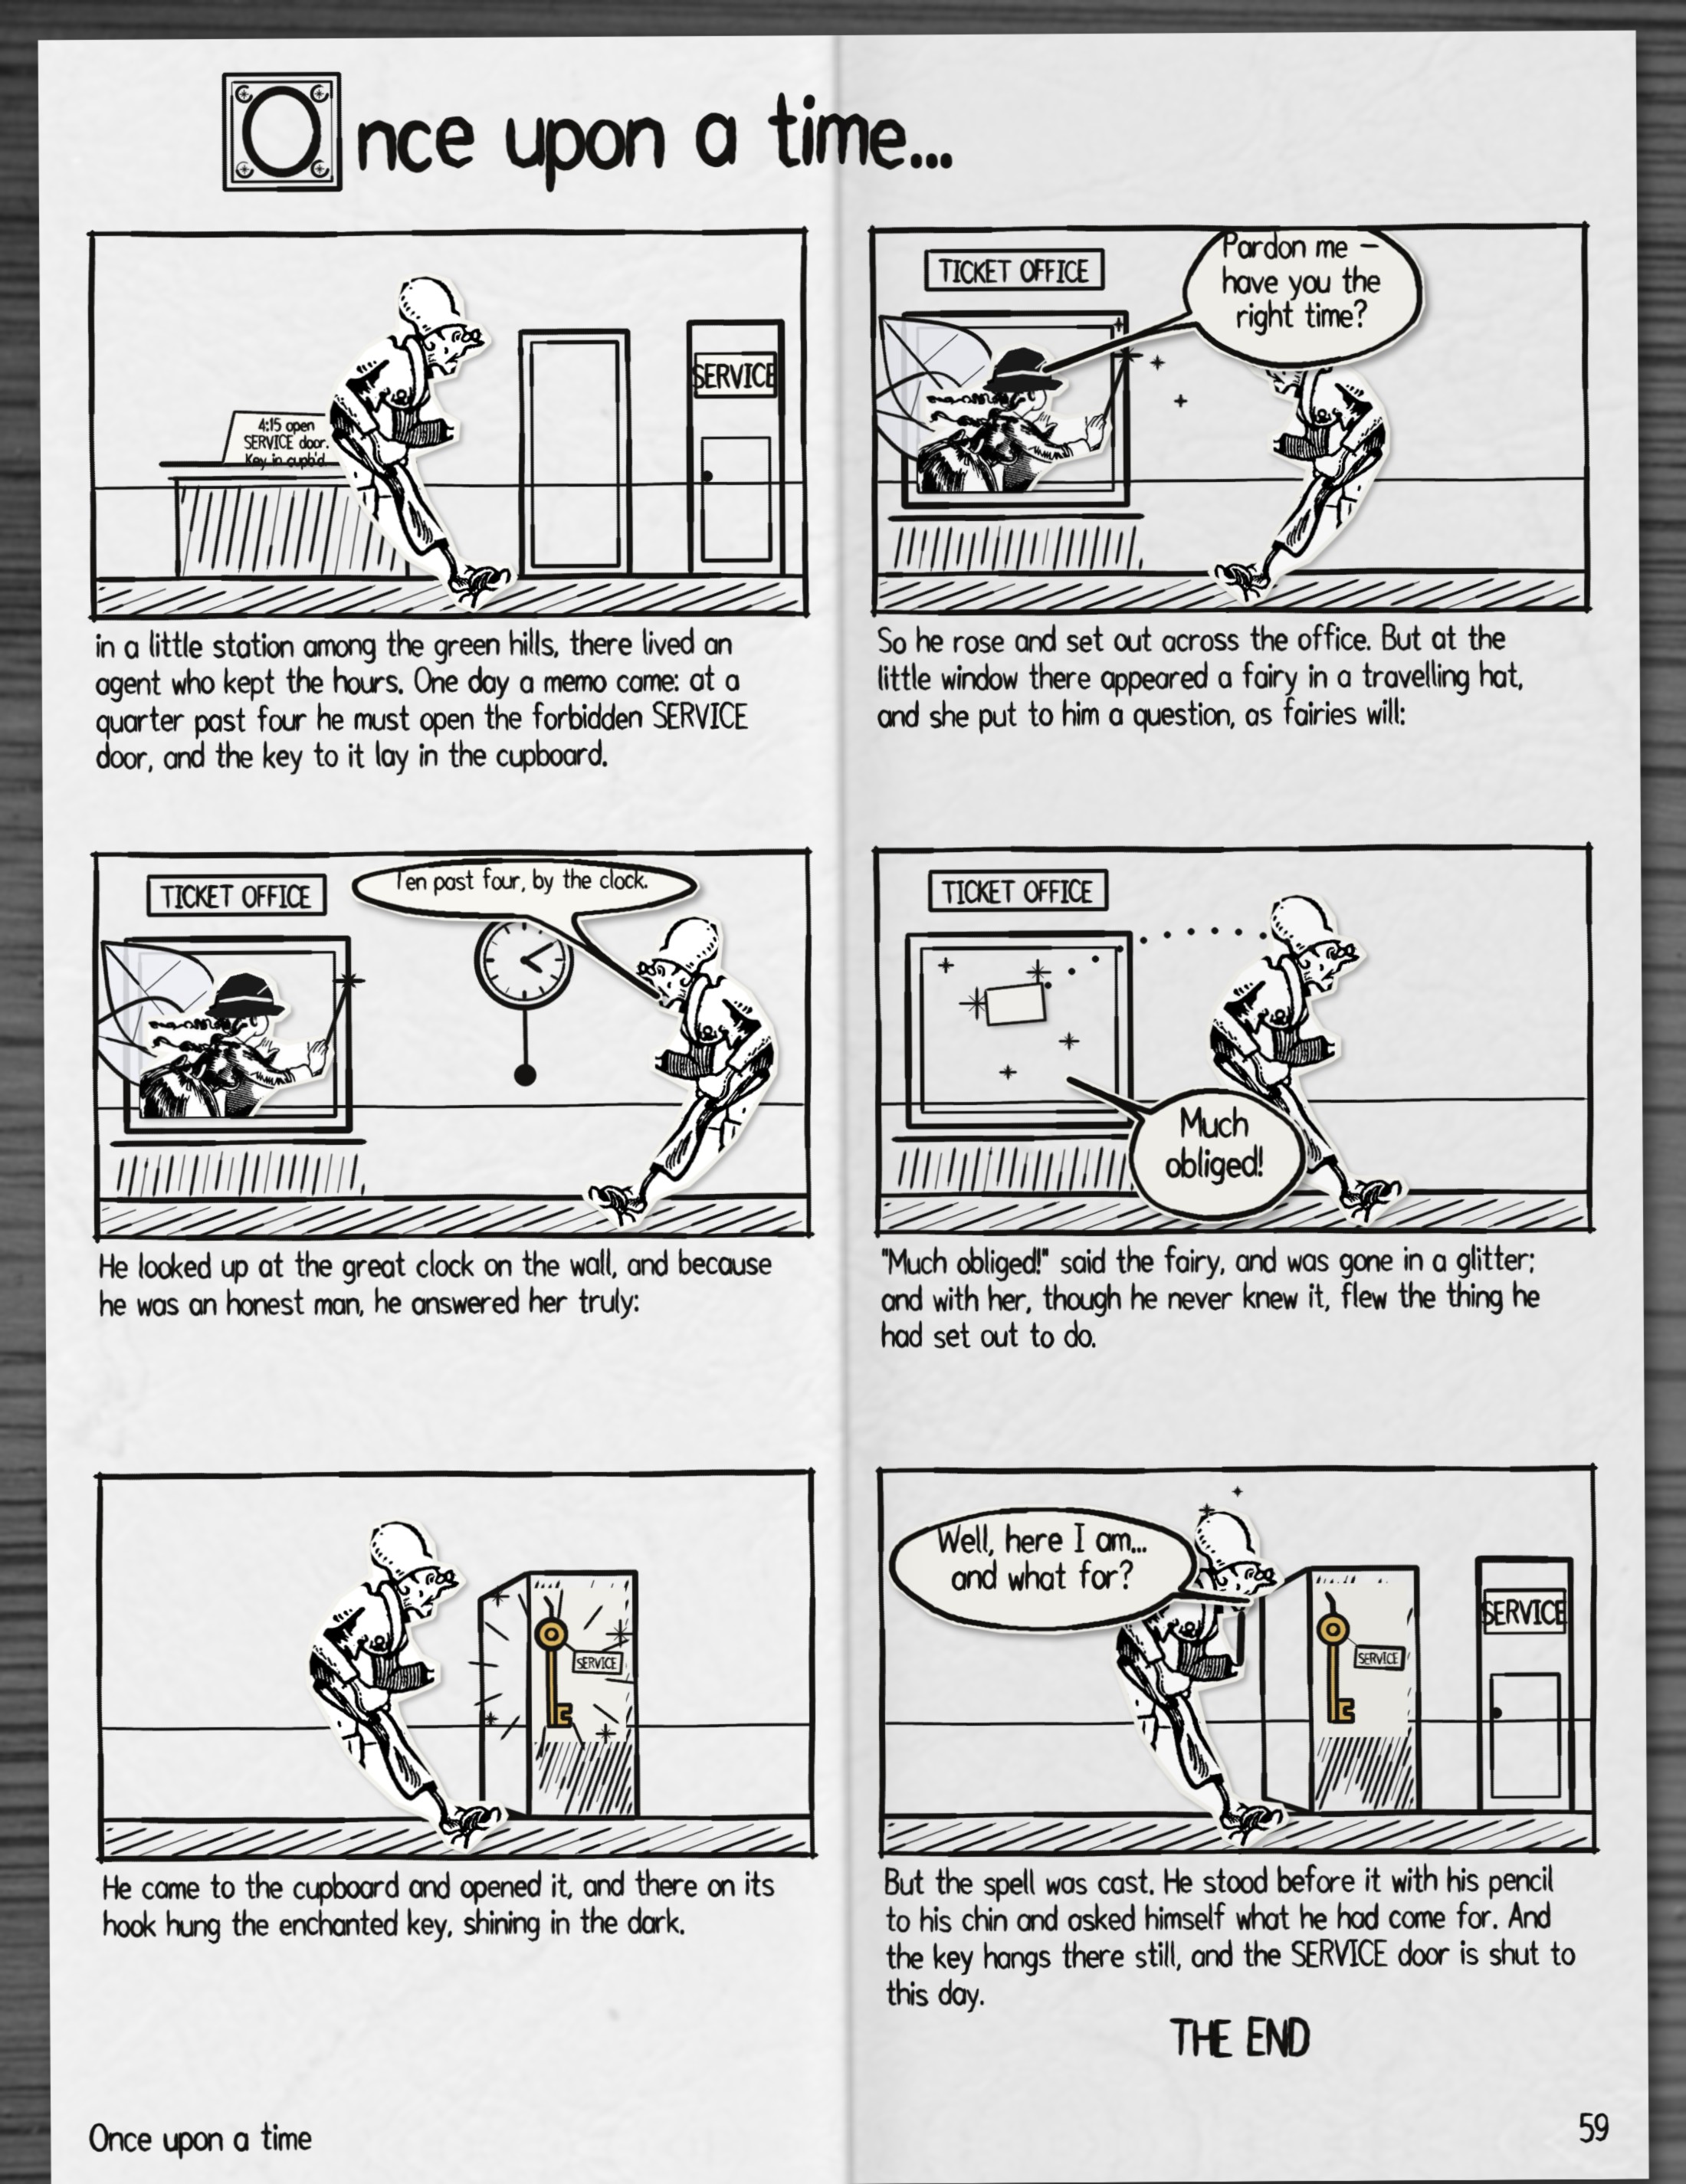 Once upon a time...
4:15 open
SERVICE door.
Key in cupb'd
SERVICE
in a little station among the green hills, there lived an
agent who kept the hours. One day a memo came: at a
quarter past four he must open the forbidden SERVICE
door, and the key to it lay in the cupboard.
TICKET OFFICE
Pardon me –
have you the
right time?
So he rose and set out across the office. But at the
little window there appeared a fairy in a travelling hat,
and she put to him a question, as fairies will:
TICKET OFFICE
Ten past four, by the clock.
He looked up at the great clock on the wall, and because
he was an honest man, he answered her truly:
TICKET OFFICE
Much
obliged!
"Much obliged!" said the fairy, and was gone in a glitter;
and with her, though he never knew it, flew the thing he
had set out to do.
SERVICE
He came to the cupboard and opened it, and there on its
hook hung the enchanted key, shining in the dark.
Well, here I am...
and what for?
SERVICE
SERVICE
But the spell was cast. He stood before it with his pencil
to his chin and asked himself what he had come for. And
the key hangs there still, and the SERVICE door is shut to
this day.
THE END
Once upon a time
59